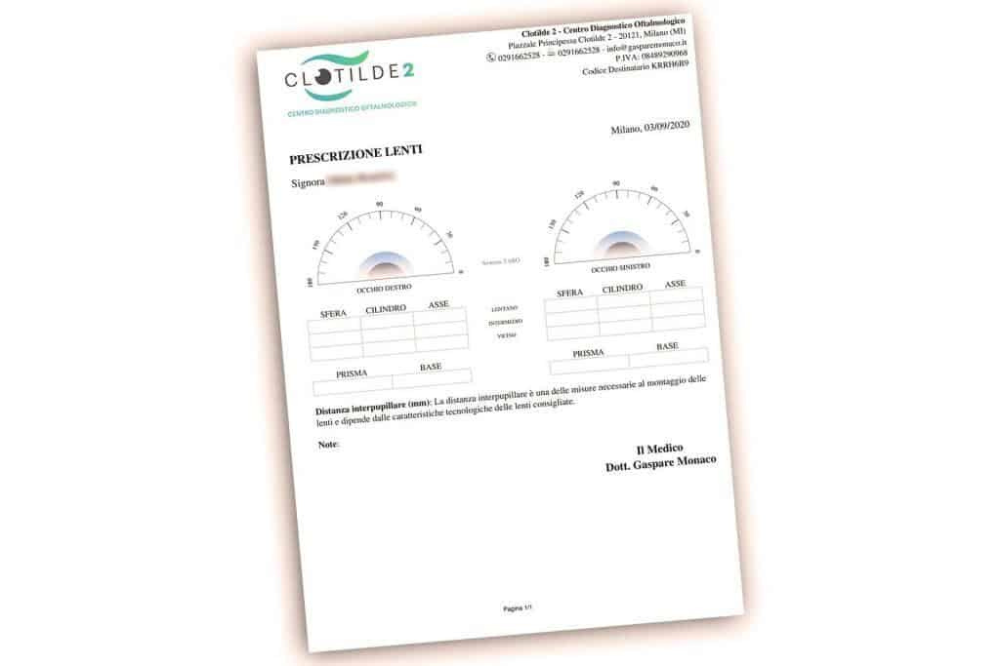 CLOTILDE2
CENTRO DIAGNOSTICO OFTALMOLOGICO
Clotilde 2 - Centro Diagnostico Oftalmologico
Piazzale Principessa Clotilde 2 - 20121, Milano (MI)
0291662528 - 0291662528 - info@gasparemonaco.it
P.IVA: 08489290968
Codice Destinatario KRRH6B9
Milano, 03/09/2020
PRESCRIZIONE LENTI
Signora
180 150 120 90 60 30 0
180 150 120 90 60 30 0
OCCHIO DESTRO
OCCHIO SINISTRO
SFERA CILINDRO ASSE
SFERA CILINDRO ASSE
LONTANO
INTERMEDIO
VICINO
PRISMA BASE
PRISMA BASE
Distanza interpupillare (mm): La distanza interpupillare è una delle misure necessarie al montaggio delle
lenti e dipende dalle caratteristiche tecnologiche delle lenti consigliate.
Note:
Il Medico
Dott. Gaspare Monaco
Pagina 1/1